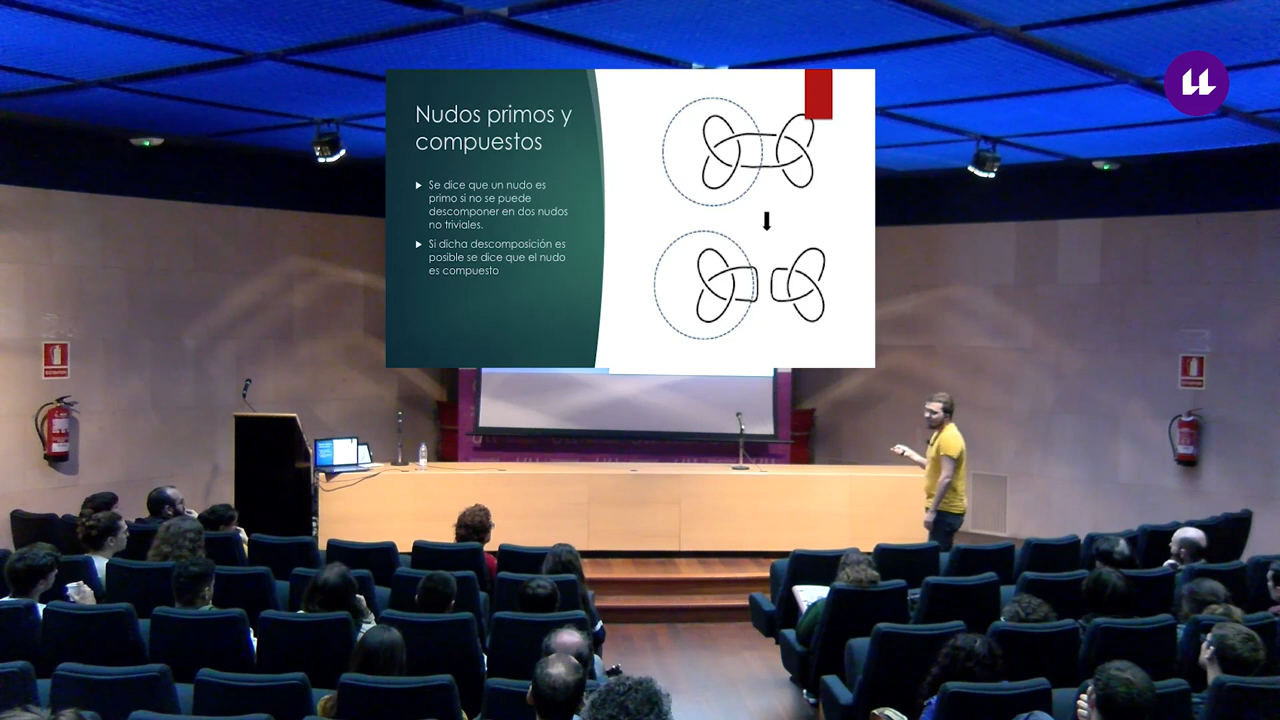 Nudos primos y
compuestos
Se dice que un nudo es
primo si no se puede
descomponer en dos nudos
no triviales.
Si dicha descomposición es
posible se dice que el nudo
es compuesto